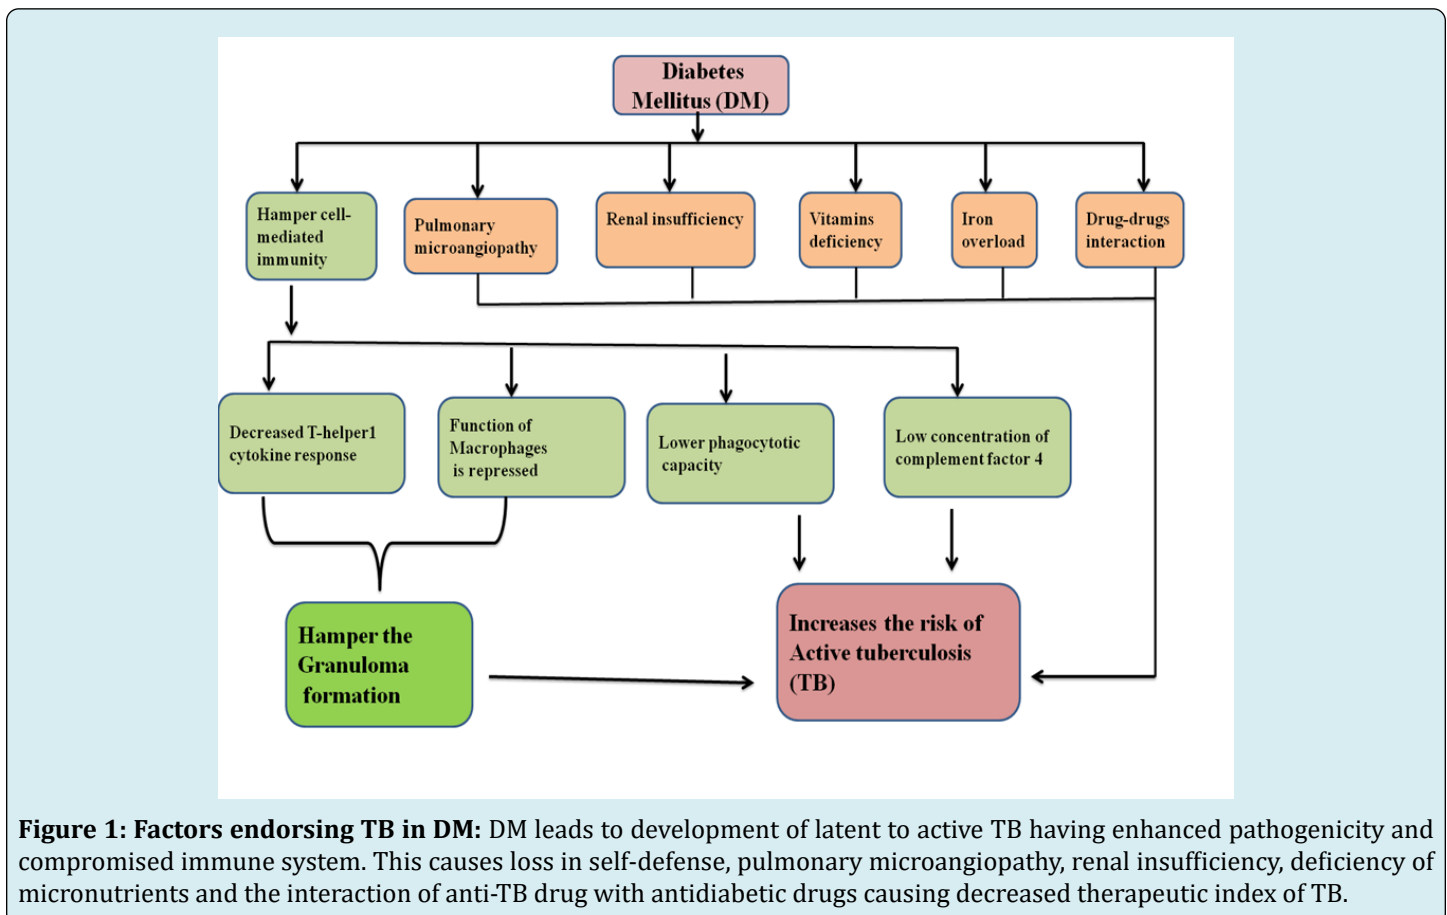 Diabetes
Mellitus (DM)
Hamper cell-
mediated
immunity
Pulmonary
microangiopathy
Renal insufficiency
Vitamins
deficiency
Iron
overload
Drug-drugs
interaction
Decreased T-helper1
cytokine response
Function of
Macrophages
is repressed
Lower phagocytotic
capacity
Low concentration of
complement factor 4
Hamper the
Granuloma
formation
Increases the risk of
Active tuberculosis
(TB)
Figure 1: Factors endorsing TB in DM: DM leads to development of latent to active TB having enhanced pathogenicity and
compromised immune system. This causes loss in self-defense, pulmonary microangiopathy, renal insufficiency, deficiency of
micronutrients and the interaction of anti-TB drug with antidiabetic drugs causing decreased therapeutic index of TB.